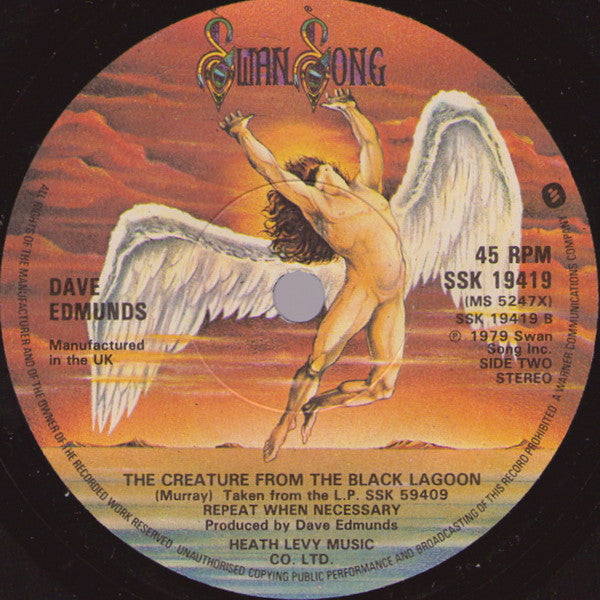 SWAN SONG
®
DAVE
EDMUNDS
Manufactured
in the UK
45 RPM
SSK 19419
(MS 5247X)
SSK 19419 B
℗ 1979 Swan
Song Inc.
SIDE TWO
STEREO
THE CREATURE FROM THE BLACK LAGOON
(Murray) Taken from the L.P. SSK 59409
REPEAT WHEN NECESSARY
Produced by Dave Edmunds
HEATH LEVY MUSIC
CO. LTD.
ALL RIGHTS OF THE MANUFACTURER AND OF THE OWNER OF THE RECORDED WORK RESERVED UNAUTHORISED COPYING PUBLIC PERFORMANCE AND BROADCASTING OF THIS RECORD PROHIBITED A WARNER COMMUNICATIONS COMPANY